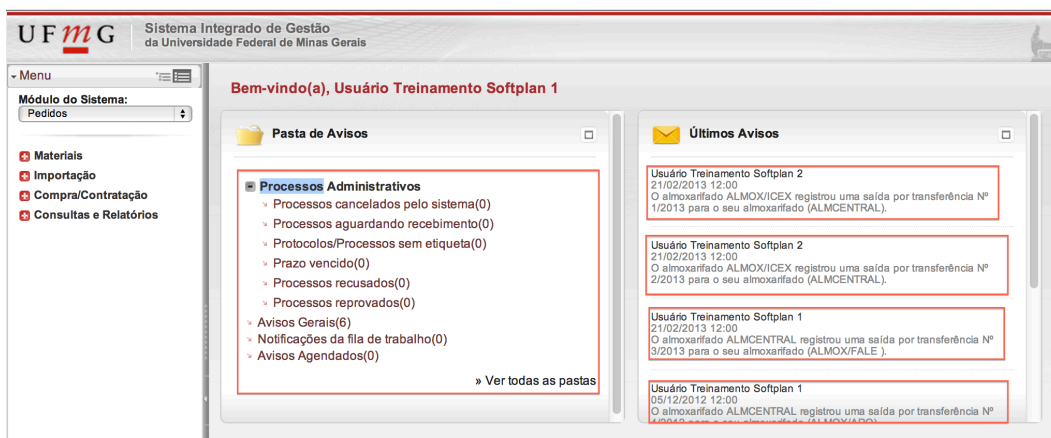 UFmG
Sistema Integrado de Gestão
da Universidade Federal de Minas Gerais
Menu
Módulo do Sistema:
Pedidos
Materiais
Importação
Compra/Contratação
Consultas e Relatórios
Bem-vindo(a), Usuário Treinamento Softplan 1
Pasta de Avisos
Processos Administrativos
Processos cancelados pelo sistema(0)
Processos aguardando recebimento(0)
Protocolos/Processos sem etiqueta(0)
Prazo vencido(0)
Processos recusados(0)
Processos reprovados(0)
Avisos Gerais(6)
Notificações da fila de trabalho(0)
Avisos Agendados(0)
» Ver todas as pastas
Últimos Avisos
Usuário Treinamento Softplan 2
21/02/2013 12:00
O almoxarifado ALMOX/ICEX registrou uma saída por transferência Nº
1/2013 para o seu almoxarifado (ALMCENTRAL).
Usuário Treinamento Softplan 2
21/02/2013 12:00
O almoxarifado ALMOX/ICEX registrou uma saída por transferência Nº
2/2013 para o seu almoxarifado (ALMCENTRAL).
Usuário Treinamento Softplan 1
21/02/2013 12:00
O almoxarifado ALMCENTRAL registrou uma saída por transferência Nº
3/2013 para o seu almoxarifado (ALMOX/FALE ).
Usuário Treinamento Softplan 1
05/12/2012 12:00
O almoxarifado ALMCENTRAL registrou uma saída por transferência Nº